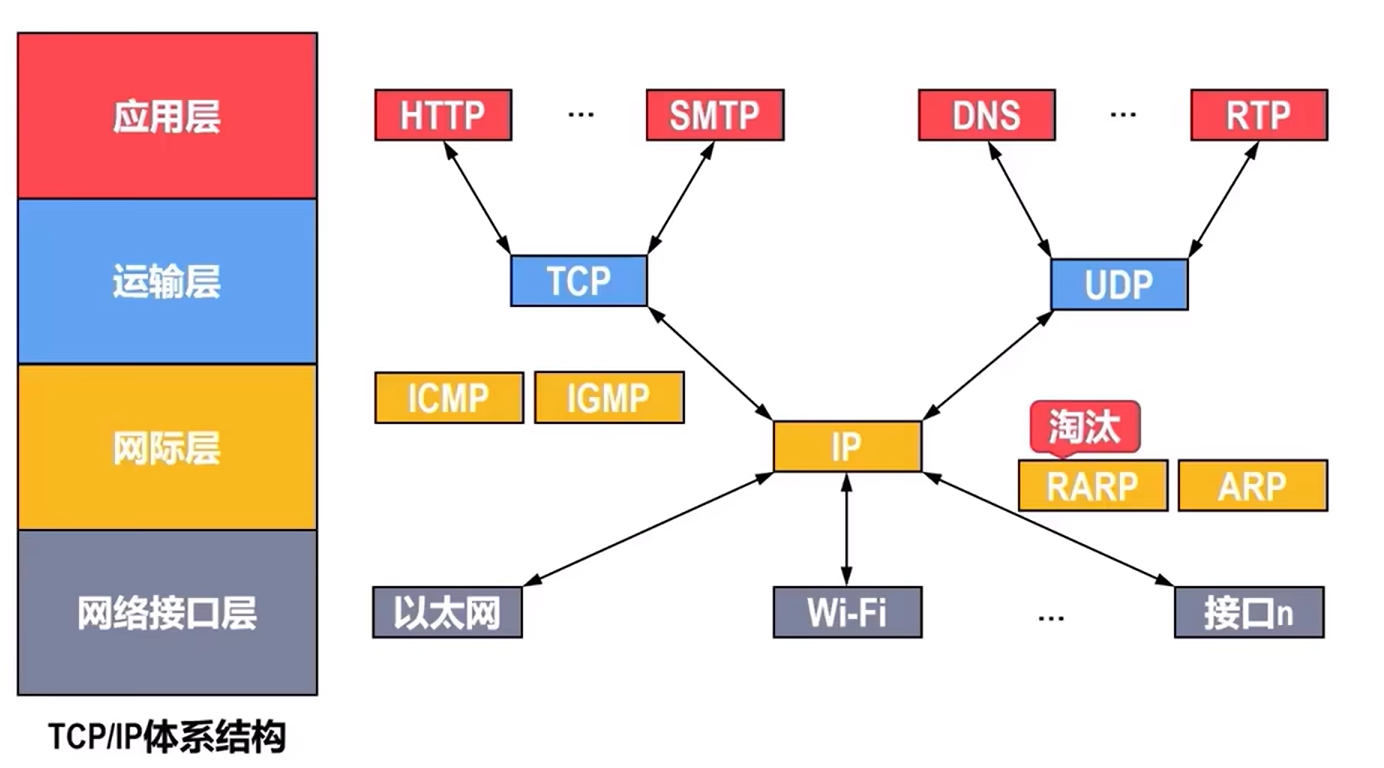 应用层
HTTP ... SMTP DNS ... RTP
运输层
TCP UDP
网际层
ICMP IGMP
IP
淘汰
RARP ARP
网络接口层
以太网 Wi-Fi ... 接口n
TCP/IP体系结构